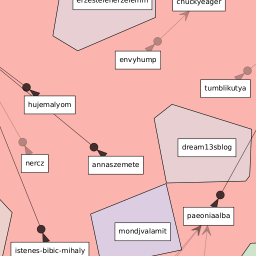 chuckyeager
envyhump
tumblikutya
hujemalyom
dream13sblog
nercz
annaszemete
paeoniaalba
mondjvalamit
istenes-bibic-mihaly